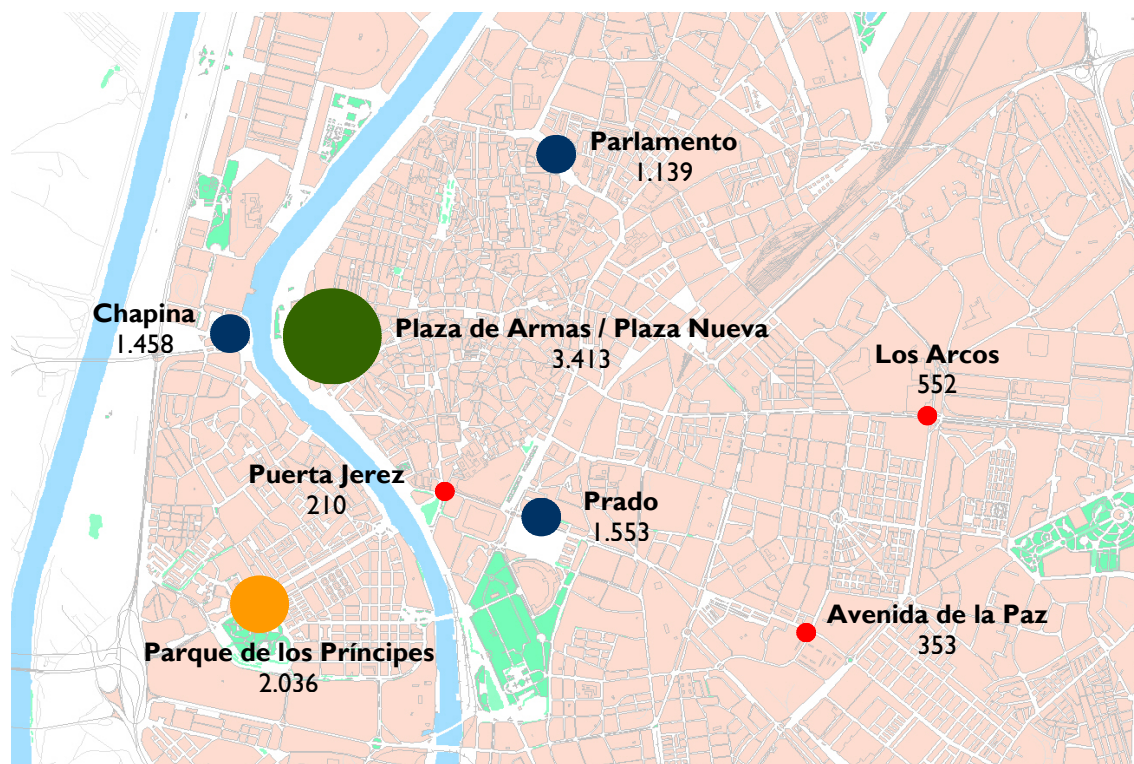 Parlamento
1.139
Chapina
1.458
Plaza de Armas / Plaza Nueva
3.413
Los Arcos
552
Puerta Jerez
210
Prado
1.553
Avenida de la Paz
353
Parque de los Príncipes
2.036